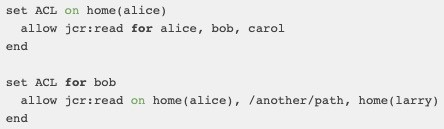 set ACL on home(alice)
  allow jcr:read for alice, bob, carol
end

set ACL for bob
  allow jcr:read on home(alice), /another/path, home(larry)
end